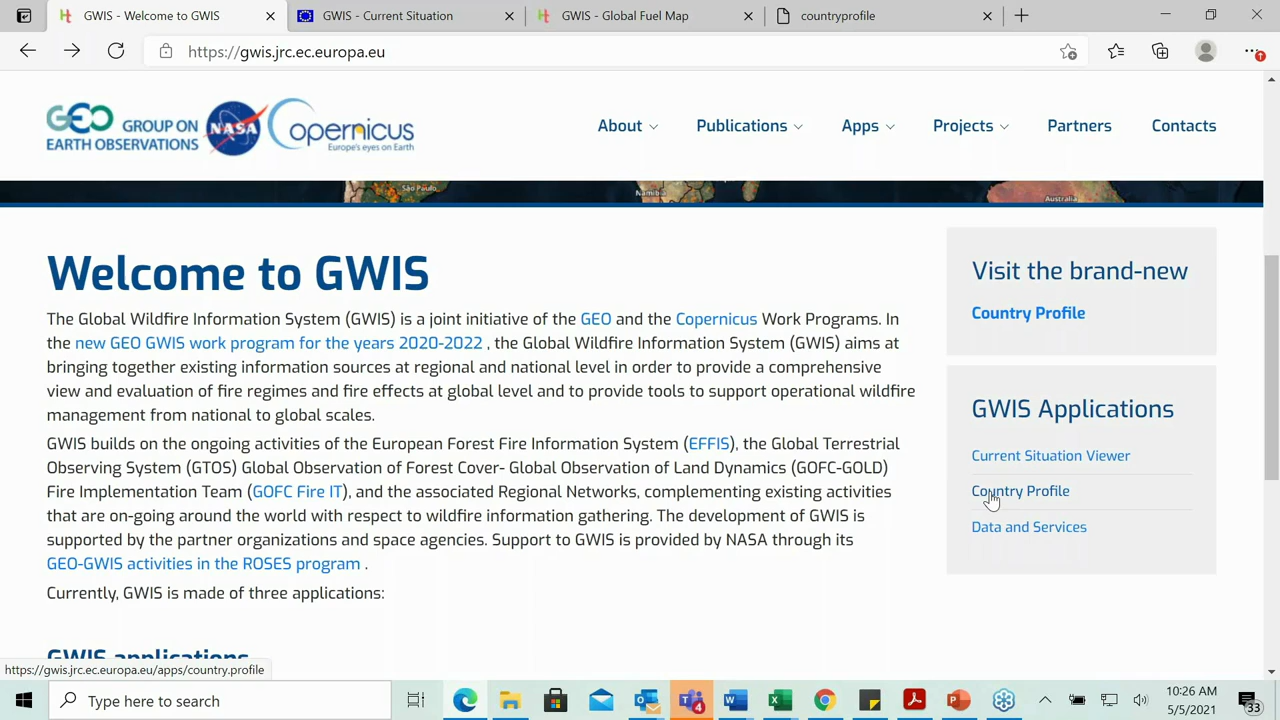 GWIS - Welcome to GWIS
GWIS - Current Situation
GWIS - Global Fuel Map
countryprofile
https://gwis.jrc.ec.europa.eu
GEO GROUP ON
EARTH OBSERVATIONS
NASA
opernicus
Europe's eyes on Earth
About
Publications
Apps
Projects
Partners
Contacts
São Paulo
Namibia
Australia
Welcome to GWIS
The Global Wildfire Information System (GWIS) is a joint initiative of the GEO and the Copernicus Work Programs. In
the new GEO GWIS work program for the years 2020-2022 , the Global Wildfire Information System (GWIS) aims at
bringing together existing information sources at regional and national level in order to provide a comprehensive
view and evaluation of fire regimes and fire effects at global level and to provide tools to support operational wildfire
management from national to global scales.
GWIS builds on the ongoing activities of the European Forest Fire Information System (EFFIS), the Global Terrestrial
Observing System (GTOS) Global Observation of Forest Cover- Global Observation of Land Dynamics (GOFC-GOLD)
Fire Implementation Team (GOFC Fire IT), and the associated Regional Networks, complementing existing activities
that are on-going around the world with respect to wildfire information gathering. The development of GWIS is
supported by the partner organizations and space agencies. Support to GWIS is provided by NASA through its
GEO-GWIS activities in the ROSES program .
Currently, GWIS is made of three applications:
GWIS applications
Visit the brand-new
Country Profile
GWIS Applications
Current Situation Viewer
Country Profile
Data and Services
https://gwis.jrc.ec.europa.eu/apps/country.profile
Type here to search
4
10:26 AM
5/5/2021
33